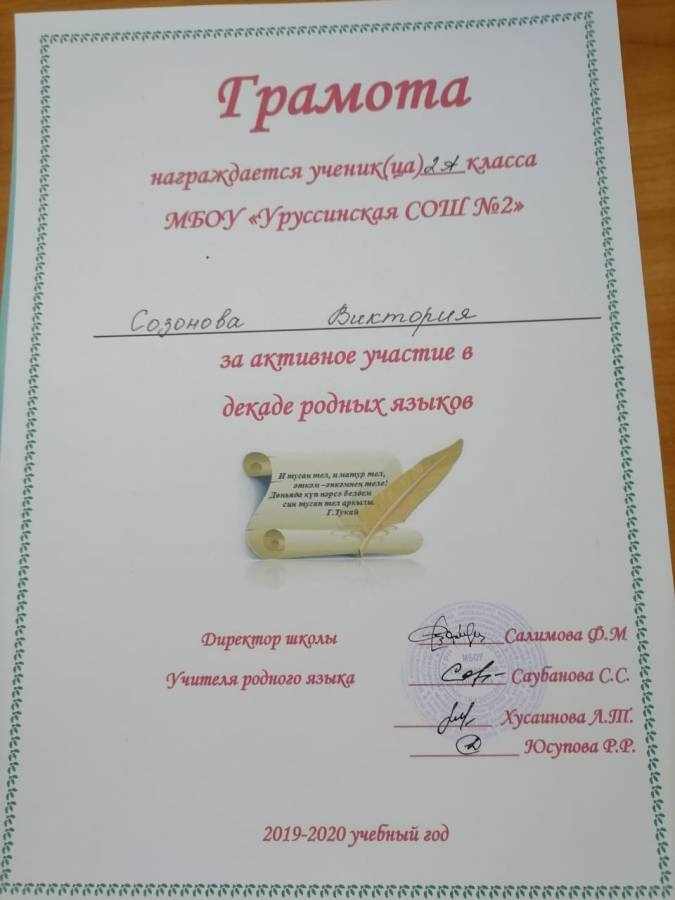 Грамота
награждается ученик(ца) 2А класса
МБОУ «Уруссинская СОШ №2»
Созонова Виктория
за активное участие в
декаде родных языков
И туган тел, и матур тел,
әткәм –әнкәмнең теле!
Дөньяда күп нәрсә белдем
син туган тел аркылы.
Г.Тукай
Директор школы Салимова Ф.М
Учителя родного языка Саубанова С.С.
Хусаинова Л.Т.
Юсупова Р.Р.
МБОУ
2019-2020 учебный год